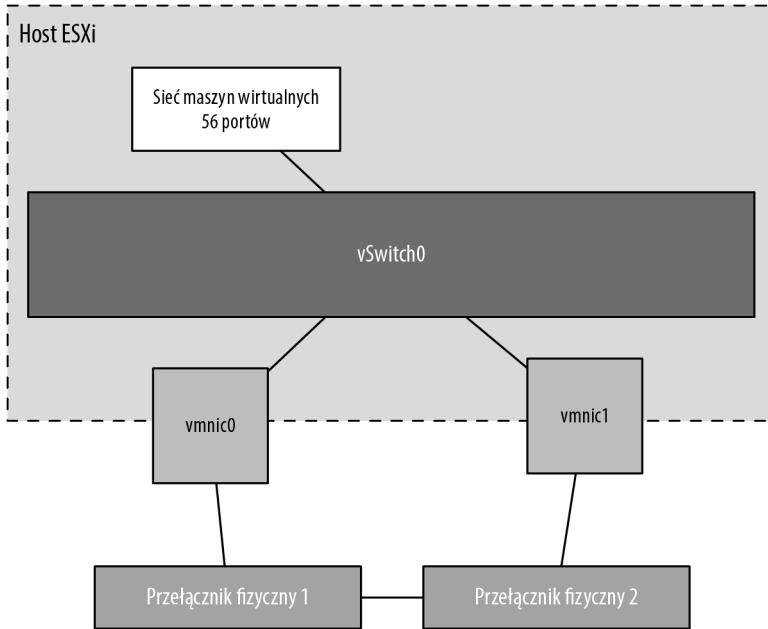 Host ESXi
Sieć maszyn wirtualnych
56 portów
vSwitch0
vmnic0
vmnic1
Przełącznik fizyczny 1
Przełącznik fizyczny 2